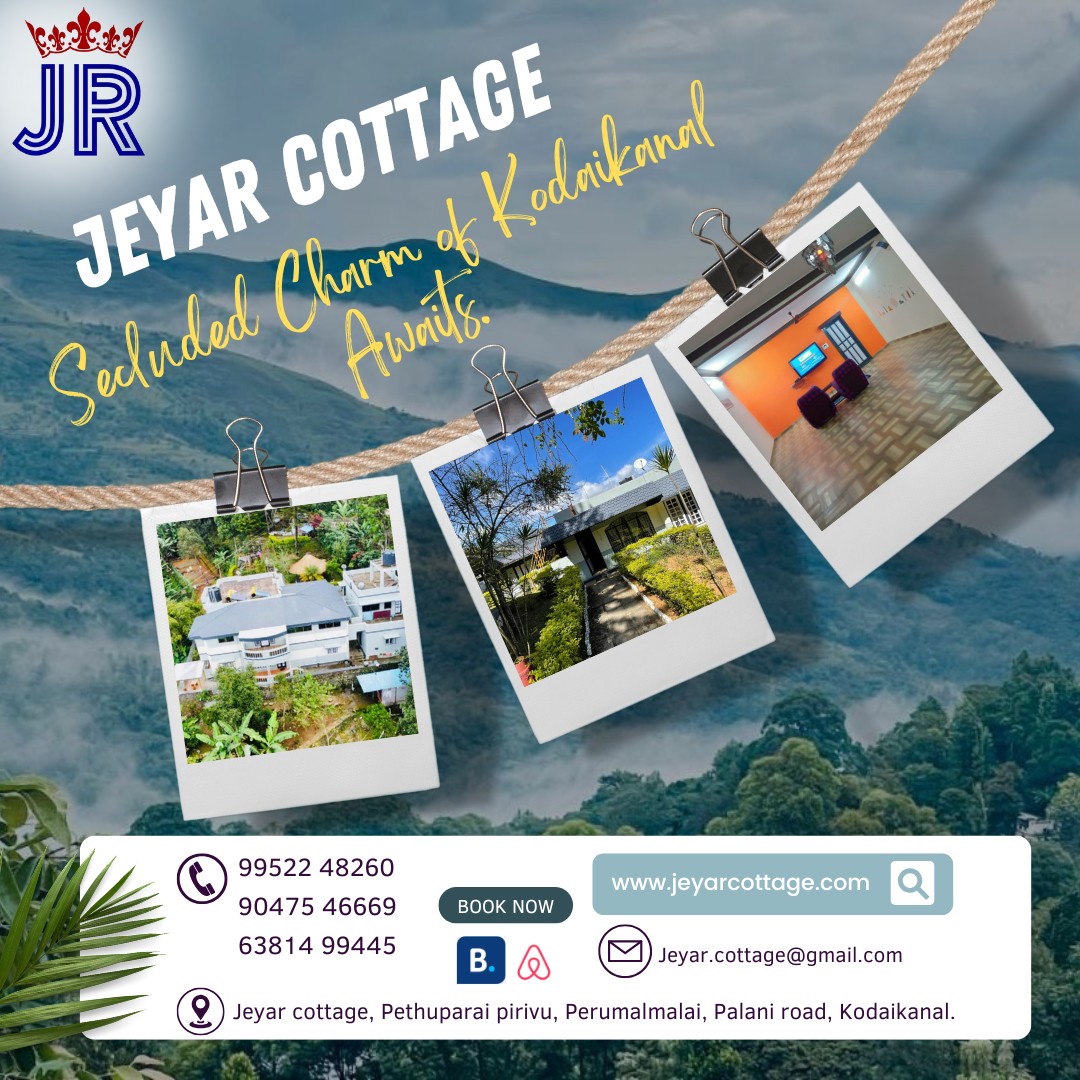 JR
JEYAR COTTAGE
Secluded Charm of Kodaikanal
Awaits.
99522 48260
90475 46669
63814 99445
BOOK NOW
B.
www.jeyarcottage.com
Jeyar.cottage@gmail.com
Jeyar cottage, Pethuparai pirivu, Perumalmalai, Palani road, Kodaikanal.